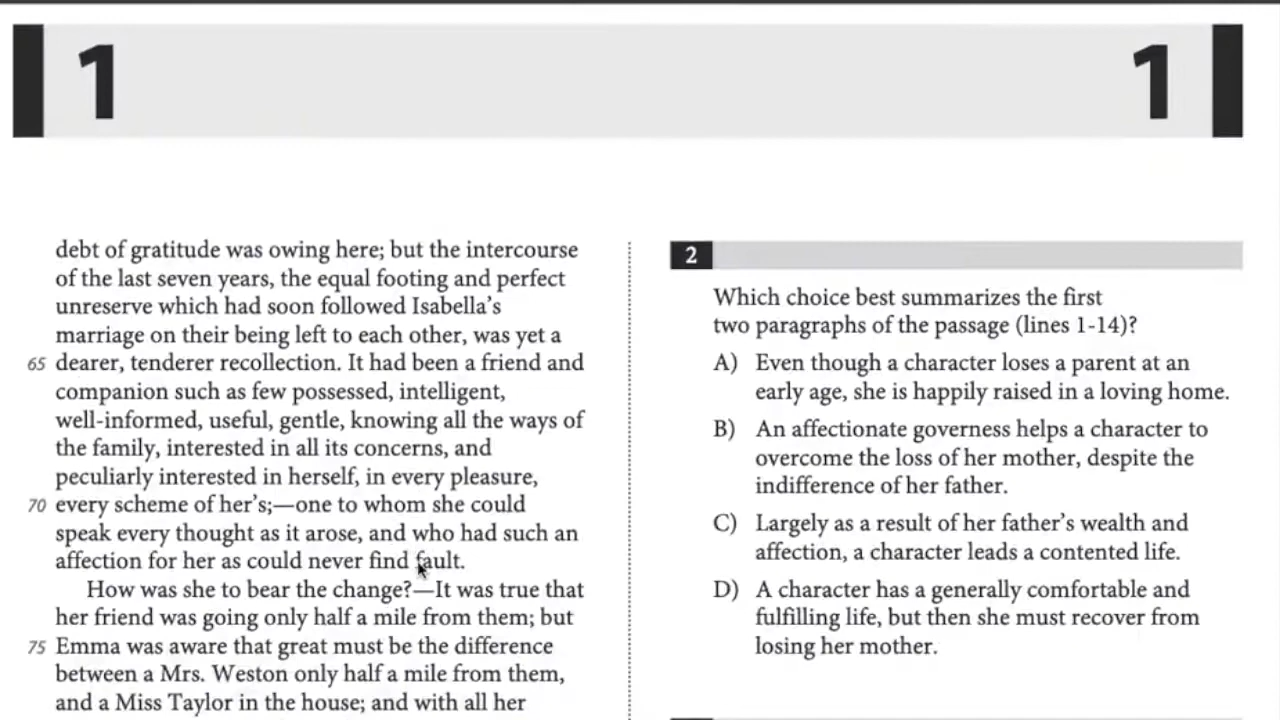 1
1
debt of gratitude was owing here; but the intercourse
of the last seven years, the equal footing and perfect
unreserve which had soon followed Isabella’s
marriage on their being left to each other, was yet a
65 dearer, tenderer recollection. It had been a friend and
companion such as few possessed, intelligent,
well-informed, useful, gentle, knowing all the ways of
the family, interested in all its concerns, and
peculiarly interested in herself, in every pleasure,
70 every scheme of her’s;—one to whom she could
speak every thought as it arose, and who had such an
affection for her as could never find fault.
How was she to bear the change?—It was true that
her friend was going only half a mile from them; but
75 Emma was aware that great must be the difference
between a Mrs. Weston only half a mile from them,
and a Miss Taylor in the house; and with all her
2
Which choice best summarizes the first
two paragraphs of the passage (lines 1-14)?
A) Even though a character loses a parent at an
early age, she is happily raised in a loving home.
B) An affectionate governess helps a character to
overcome the loss of her mother, despite the
indifference of her father.
C) Largely as a result of her father’s wealth and
affection, a character leads a contented life.
D) A character has a generally comfortable and
fulfilling life, but then she must recover from
losing her mother.